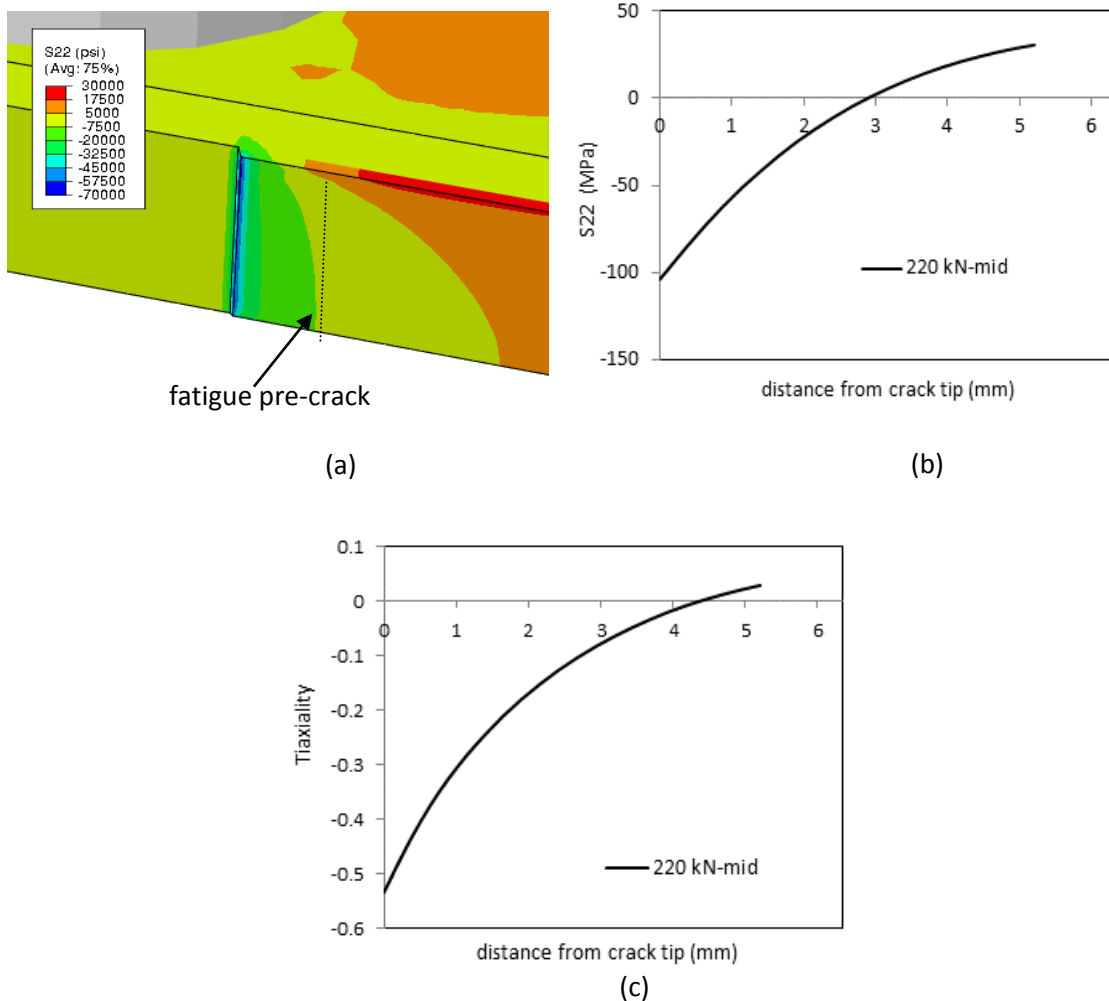 S22 (psi)
(Avg: 75%)
30000
17500
5000
-7500
-20000
-32500
-45000
-57500
-70000
fatigue pre-crack
(a)
50
0
-50
-100
-150
0 1 2 3 4 5 6
S22 (MPa)
220 kN-mid
distance from crack tip (mm)
(b)
0.1
0
-0.1
-0.2
-0.3
-0.4
-0.5
-0.6
0 1 2 3 4 5 6
Tiaxiality
220 kN-mid
distance from crack tip (mm)
(c)